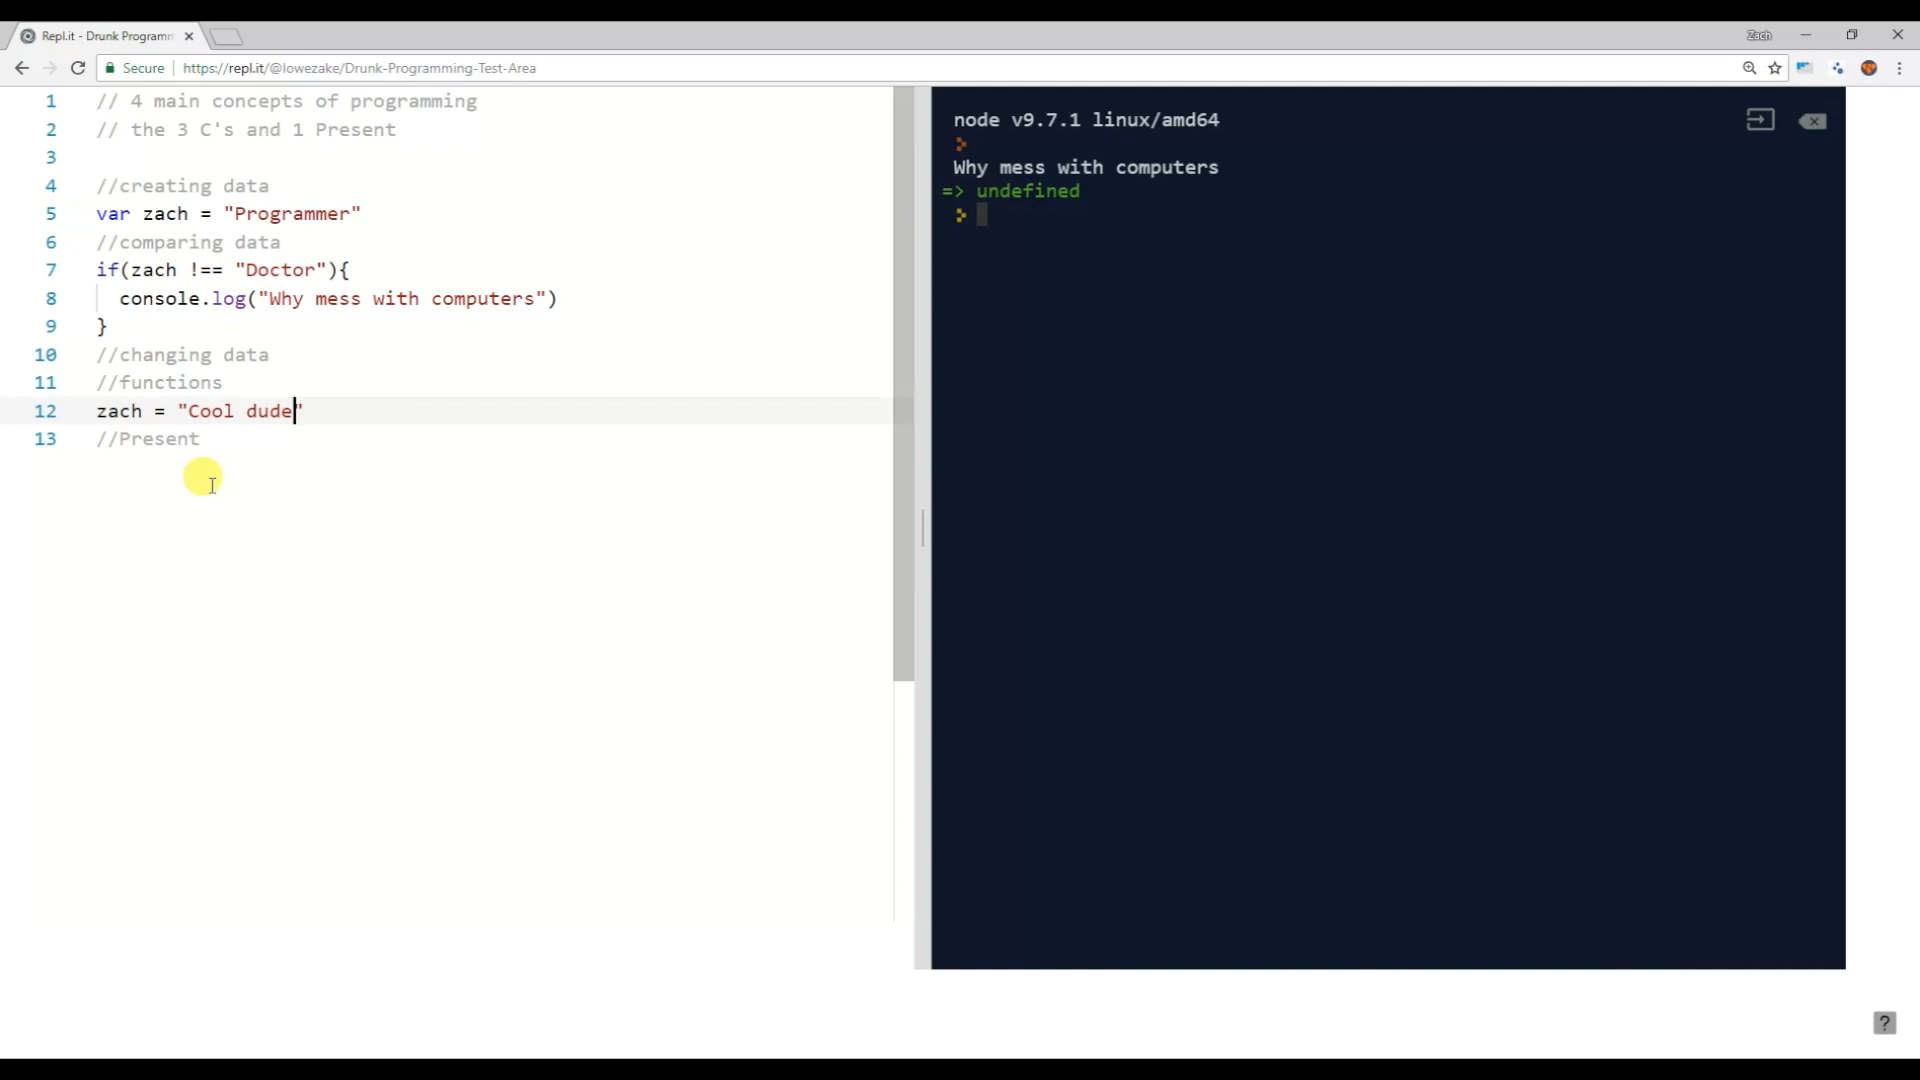 Repl.it - Drunk Programm
Zach
Secure
https://repl.it/@lowezake/Drunk-Programming-Test-Area
1 // 4 main concepts of programming
2 // the 3 C's and 1 Present
3
4 //creating data
5 var zach = "Programmer"
6 //comparing data
7 if(zach !== "Doctor"){
8 console.log("Why mess with computers")
9 }
10 //changing data
11 //functions
12 zach = "Cool dude"
13 //Present
node v9.7.1 linux/amd64
Why mess with computers
=> undefined
?